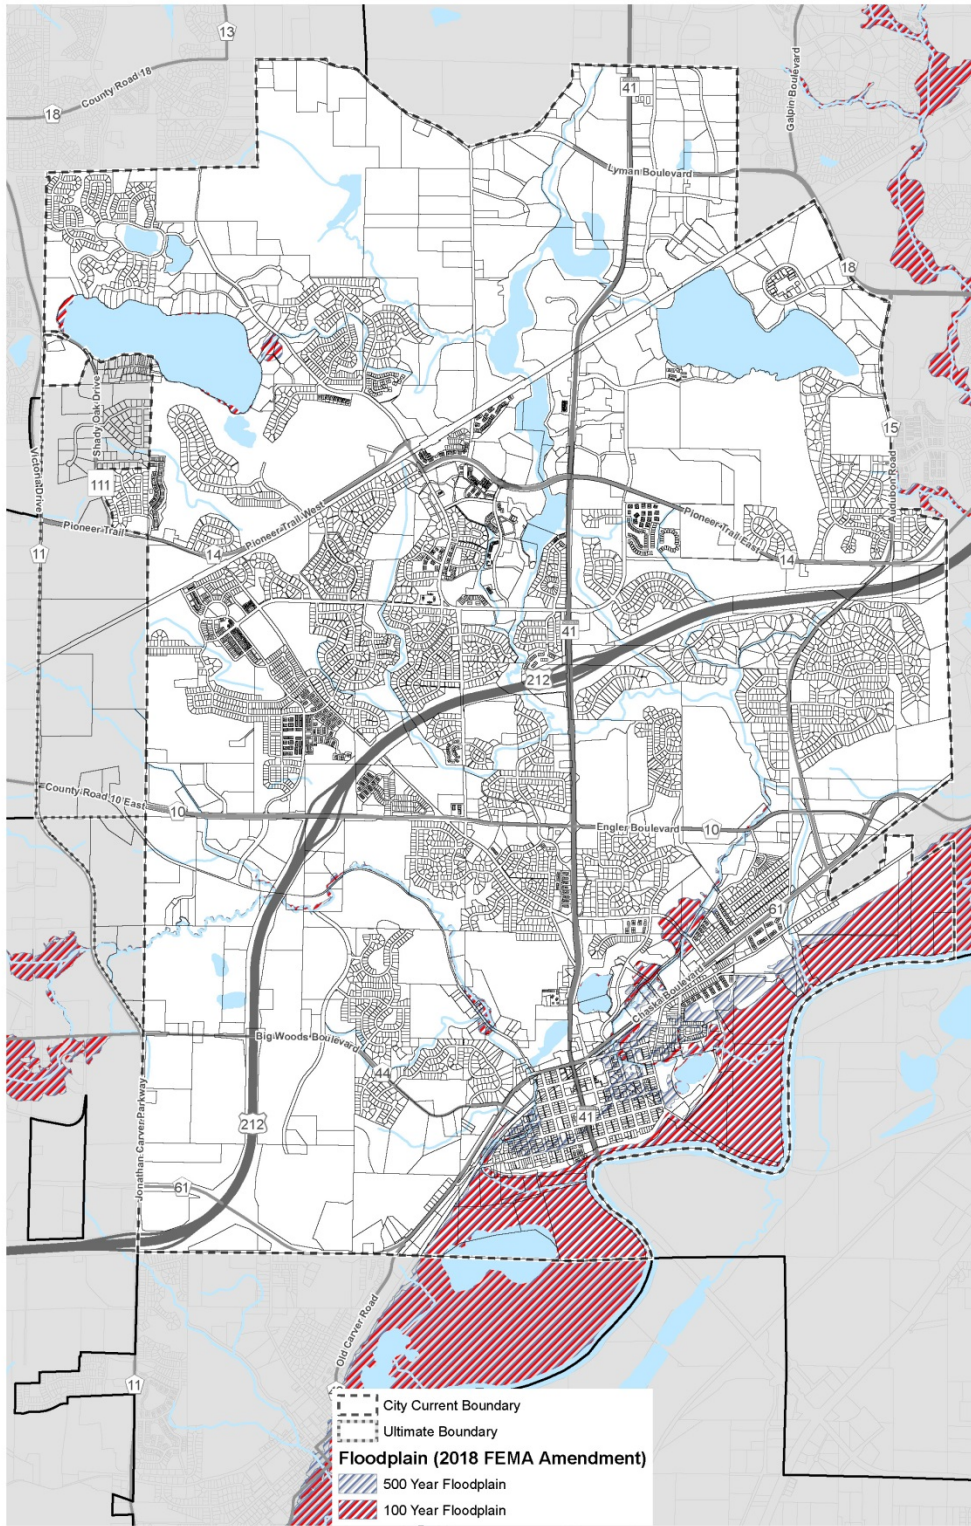 13
County Road 18
18
41
Galpin Boulevard
Lyman Boulevard
18
Shady Oak Drive
Victoria Drive
111
15
Audubon Road
Pioneer Trail
11
14
Pioneer Trail West
Pioneer Trail East
14
41
212
County Road 10 East
10
Engler Boulevard
10
61
Chaska Boulevard
Big Woods Boulevard
44
41
212
Jonathan Carver Parkway
61
Old Carver Road
11
City Current Boundary
Ultimate Boundary
Floodplain (2018 FEMA Amendment)
500 Year Floodplain
100 Year Floodplain